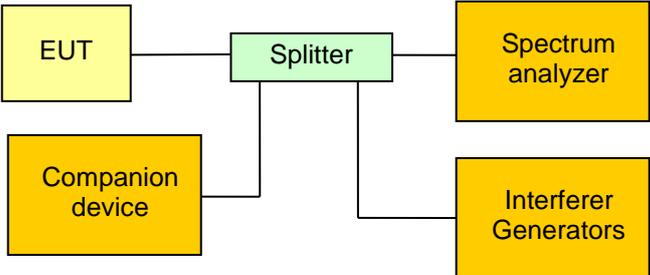 EUT
Splitter
Spectrum
analyzer
Companion
device
Interferer
Generators